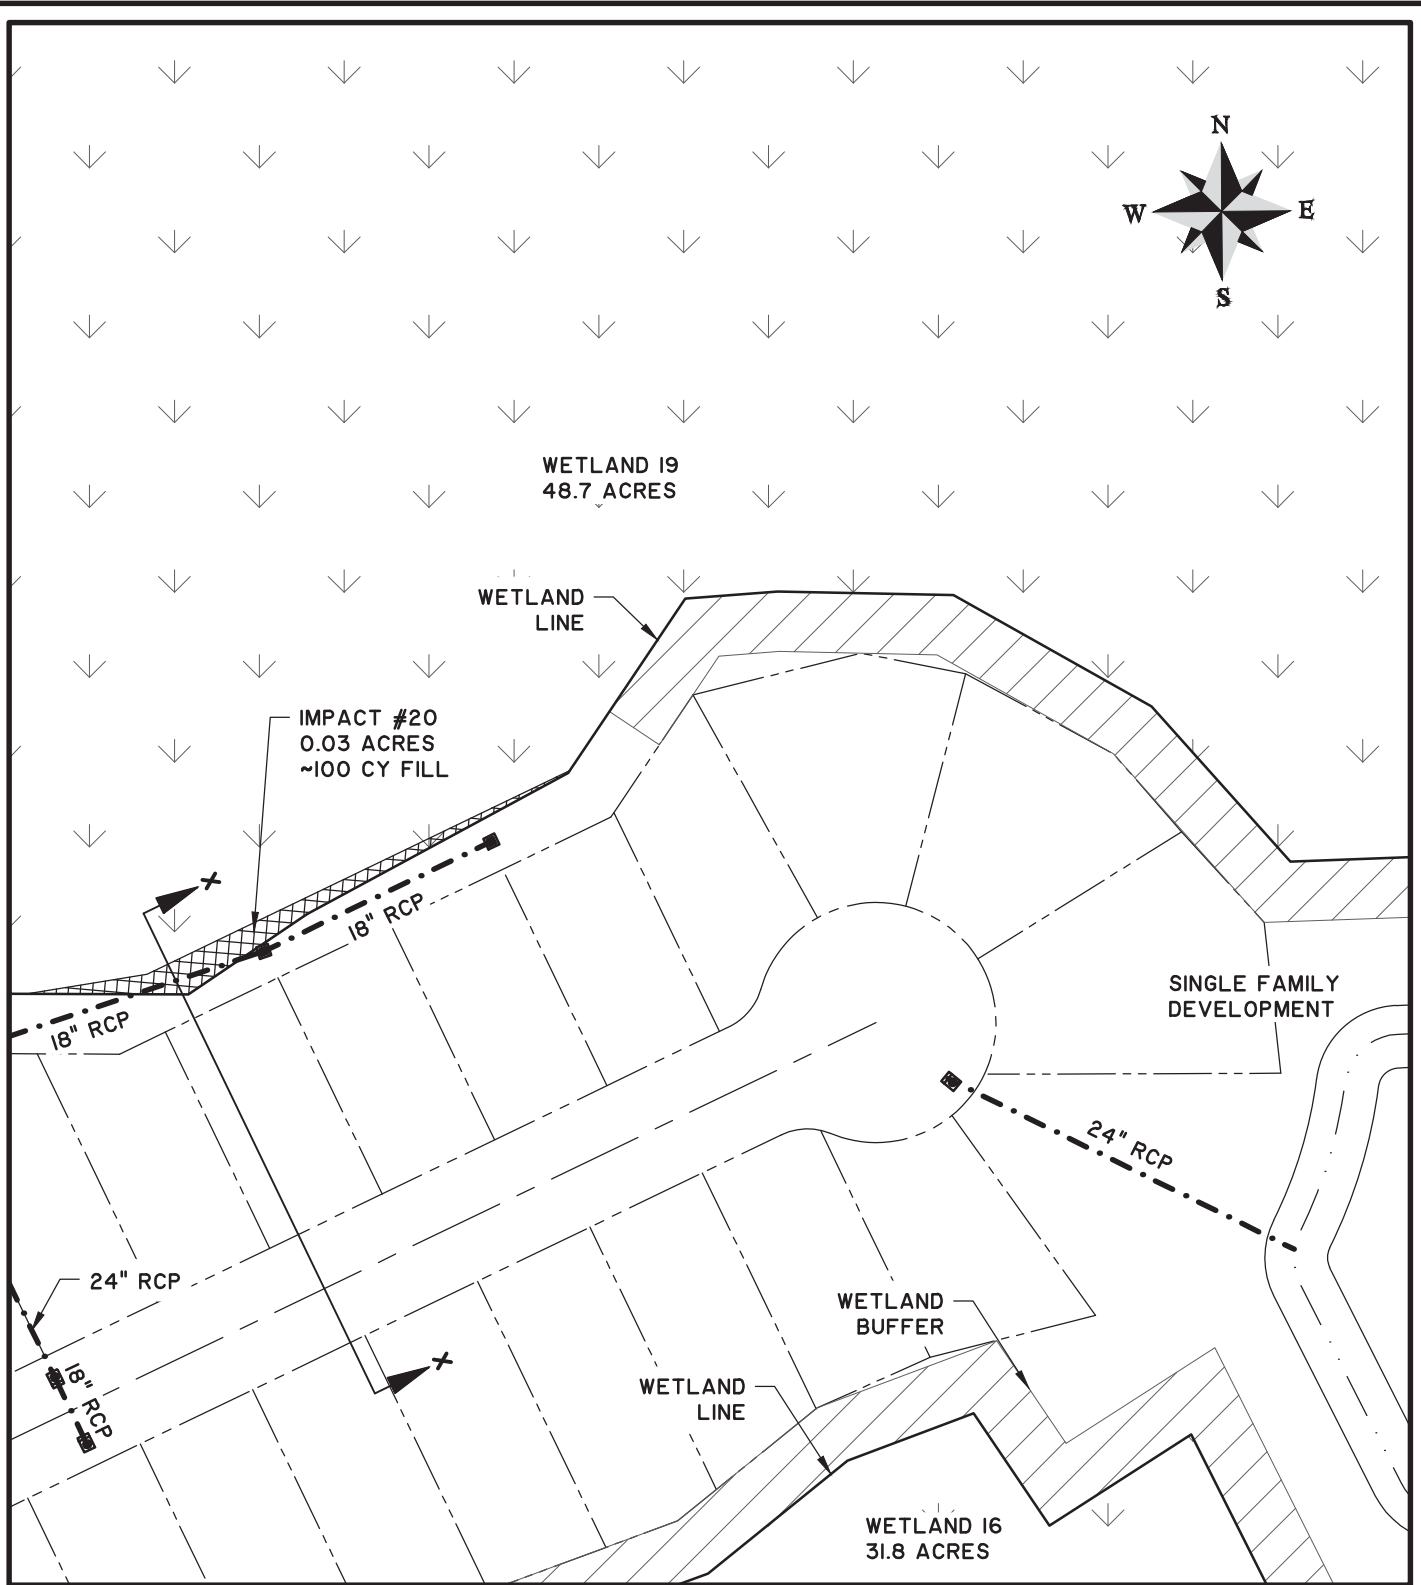 N
W E
S
WETLAND 19
48.7 ACRES
WETLAND
LINE
IMPACT #20
0.03 ACRES
~100 CY FILL
X
18" RCP
18" RCP
SINGLE FAMILY
DEVELOPMENT
24" RCP
24" RCP
WETLAND
BUFFER
X
18" RCP
WETLAND
LINE
WETLAND 16
31.8 ACRES